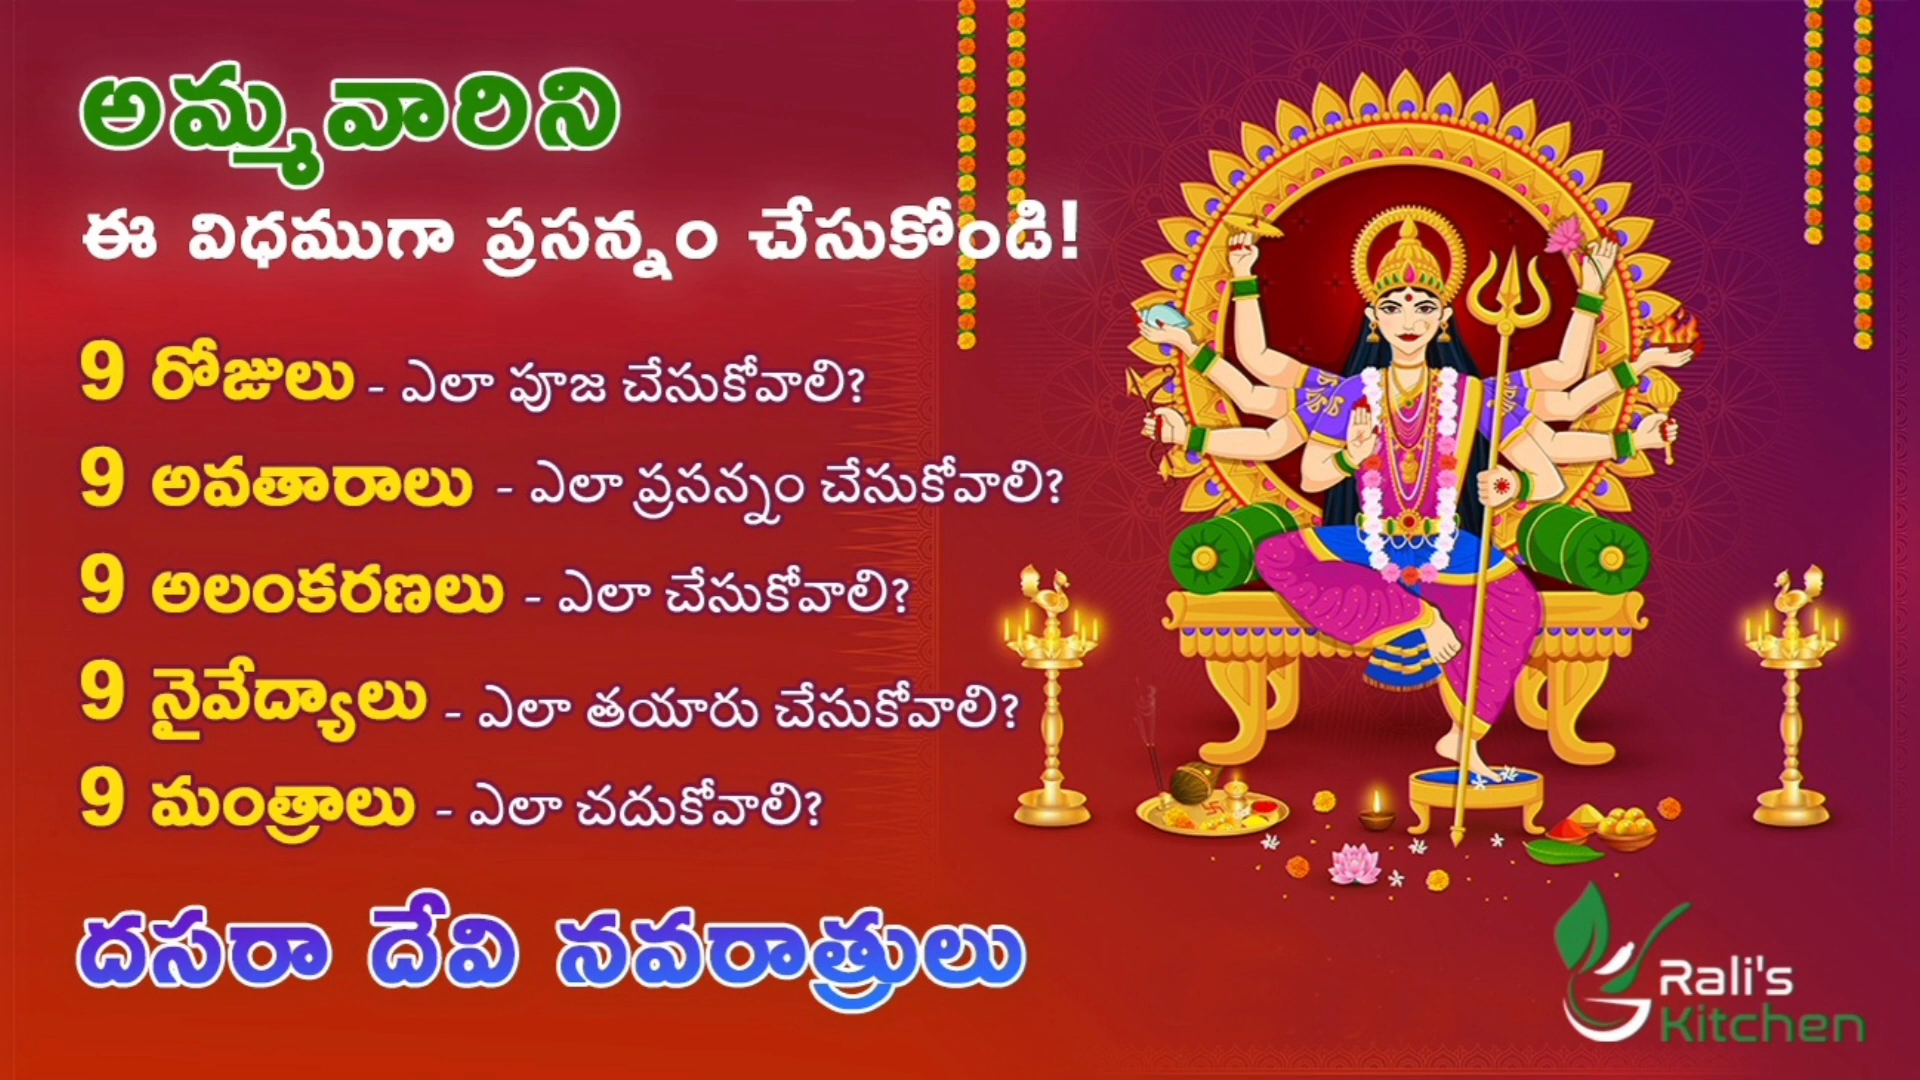 అమ్మవారిని
ఈ విధముగా ప్రసన్నం చేసుకోండి!
9 రోజులు - ఎలా పూజ చేసుకోవాలి?
9 అవతారాలు - ఎలా ప్రసన్నం చేసుకోవాలి?
9 అలంకరణలు - ఎలా చేసుకోవాలి?
9 నైవేద్యాలు - ఎలా తయారు చేసుకోవాలి?
9 మంత్రాలు - ఎలా చదుకోవాలి?
దసరా దేవి నవరాత్రులు
Rali's
Kitchen